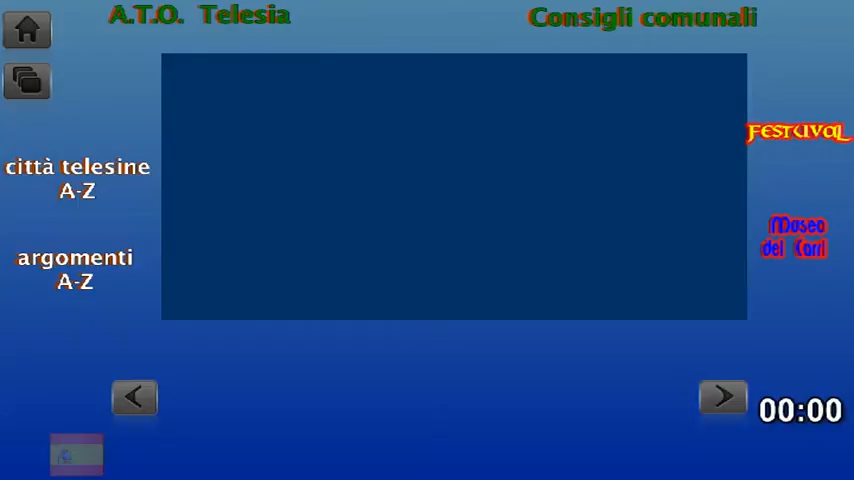 A.T.O. Telesia
Consigli comunali
FESTIVAL
città telesine
A-Z
Museo
dei Carri
argomenti
A-Z
00:00